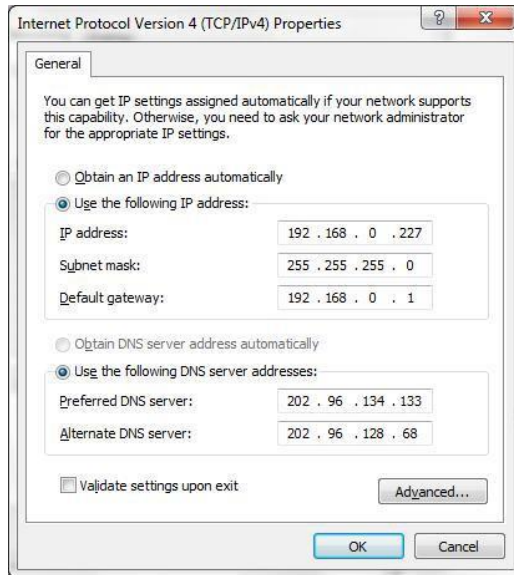 Internet Protocol Version 4 (TCP/IPv4) Properties
General
You can get IP settings assigned automatically if your network supports
this capability. Otherwise, you need to ask your network administrator
for the appropriate IP settings.
Obtain an IP address automatically
Use the following IP address:
IP address: 192 . 168 . 0 . 227
Subnet mask: 255 . 255 . 255 . 0
Default gateway: 192 . 168 . 0 . 1
Obtain DNS server address automatically
Use the following DNS server addresses:
Preferred DNS server: 202 . 96 . 134 . 133
Alternate DNS server: 202 . 96 . 128 . 68
Validate settings upon exit
Advanced...
OK Cancel